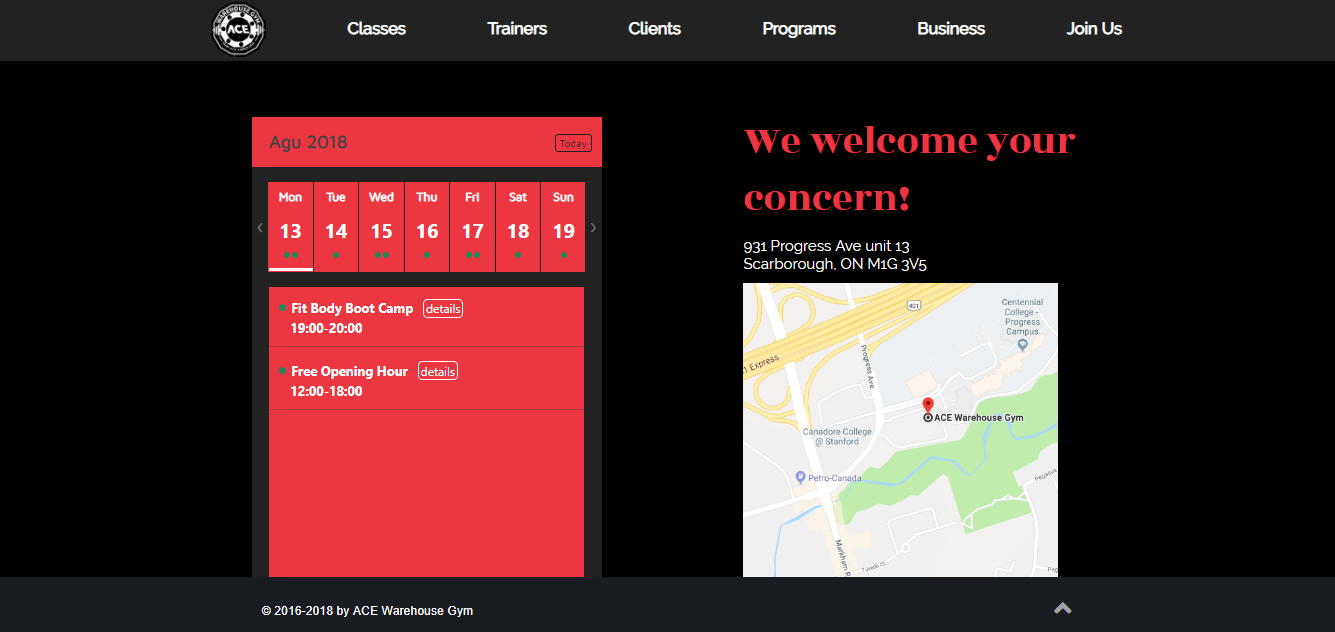 WAREHOUSE GYM
ACE
Classes
Trainers
Clients
Programs
Business
Join Us
Agu 2018
Today
Mon Tue Wed Thu Fri Sat Sun
13 14 15 16 17 18 19
Fit Body Boot Camp details
19:00-20:00
Free Opening Hour details
12:00-18:00
We welcome your
concern!
931 Progress Ave unit 13
Scarborough, ON M1G 3V5
401
Centennial
College -
Progress
Campus
1 Express
Progress Ave
ACE Warehouse Gym
Canadore College
@ Stanford
Petro-Canada
Markham R
Tuxedo Ct
Pegasus
Peg
© 2016-2018 by ACE Warehouse Gym